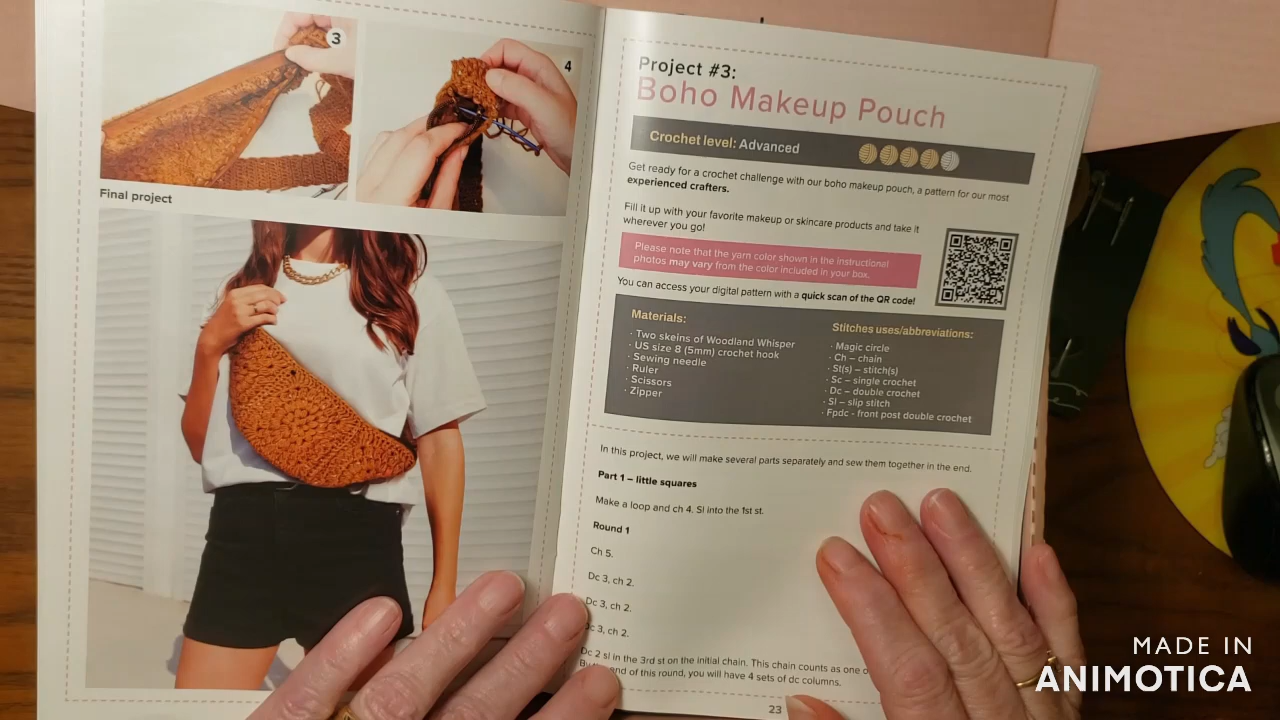 3
4
Final project
Project #3:
Boho Makeup Pouch
Crochet level: Advanced
Get ready for a crochet challenge with our boho makeup pouch, a pattern for our most
experienced crafters.
Fill it up with your favorite makeup or skincare products and take it
wherever you go!
Please note that the yarn color shown in the instructional
photos may vary from the color included in your box.
You can access your digital pattern with a quick scan of the QR code!
Materials:
· Two skeins of Woodland Whisper
· US size 8 (5mm) crochet hook
· Sewing needle
· Ruler
· Scissors
· Zipper
Stitches uses/abbreviations:
· Magic circle
· Ch – chain
· St(s) – stitch(s)
· Sc – single crochet
· Dc – double crochet
· Sl – slip stitch
· Fpdc - front post double crochet
In this project, we will make several parts separately and sew them together in the end.
Part 1 – little squares
Make a loop and ch 4. Sl into the 1st st.
Round 1
Ch 5.
Dc 3, ch 2.
Dc 3, ch 2.
3, ch 2.
Dc 2 sl in the 3rd st on the initial chain. This chain counts as one
By end of this round, you will have 4 sets of dc columns.
23
MADE IN
ANIMOTICA